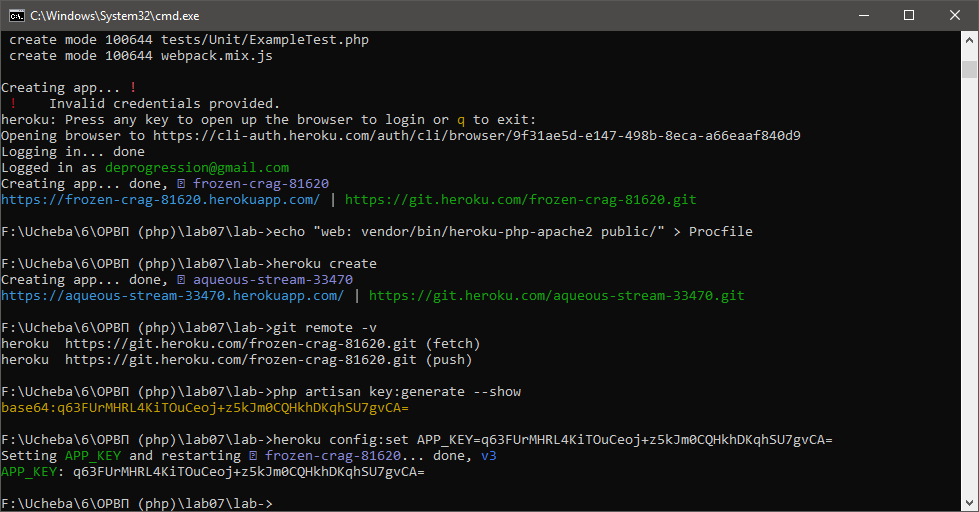 C:\Windows\System32\cmd.exe
create mode 100644 tests/Unit/ExampleTest.php
create mode 100644 webpack.mix.js
Creating app... !
!    Invalid credentials provided.
heroku: Press any key to open up the browser to login or q to exit:
Opening browser to https://cli-auth.heroku.com/auth/cli/browser/9f31ae5d-e147-498b-8eca-a66eaaf840d9
Logging in... done
Logged in as deprogression@gmail.com
Creating app... done, frozen-crag-81620
https://frozen-crag-81620.herokuapp.com/ | https://git.heroku.com/frozen-crag-81620.git
F:\Ucheba\6\ОРВП (php)\lab07\lab->echo "web: vendor/bin/heroku-php-apache2 public/" > Procfile
F:\Ucheba\6\ОРВП (php)\lab07\lab->heroku create
Creating app... done, aqueous-stream-33470
https://aqueous-stream-33470.herokuapp.com/ | https://git.heroku.com/aqueous-stream-33470.git
F:\Ucheba\6\ОРВП (php)\lab07\lab->git remote -v
heroku  https://git.heroku.com/frozen-crag-81620.git (fetch)
heroku  https://git.heroku.com/frozen-crag-81620.git (push)
F:\Ucheba\6\ОРВП (php)\lab07\lab->php artisan key:generate --show
base64:q63FUrMHRL4KiTOuCeoj+z5kJm0CQHkhDKqhSU7gvCA=
F:\Ucheba\6\ОРВП (php)\lab07\lab->heroku config:set APP_KEY=q63FUrMHRL4KiTOuCeoj+z5kJm0CQHkhDKqhSU7gvCA=
Setting APP_KEY and restarting frozen-crag-81620... done, v3
APP_KEY: q63FUrMHRL4KiTOuCeoj+z5kJm0CQHkhDKqhSU7gvCA=
F:\Ucheba\6\ОРВП (php)\lab07\lab->